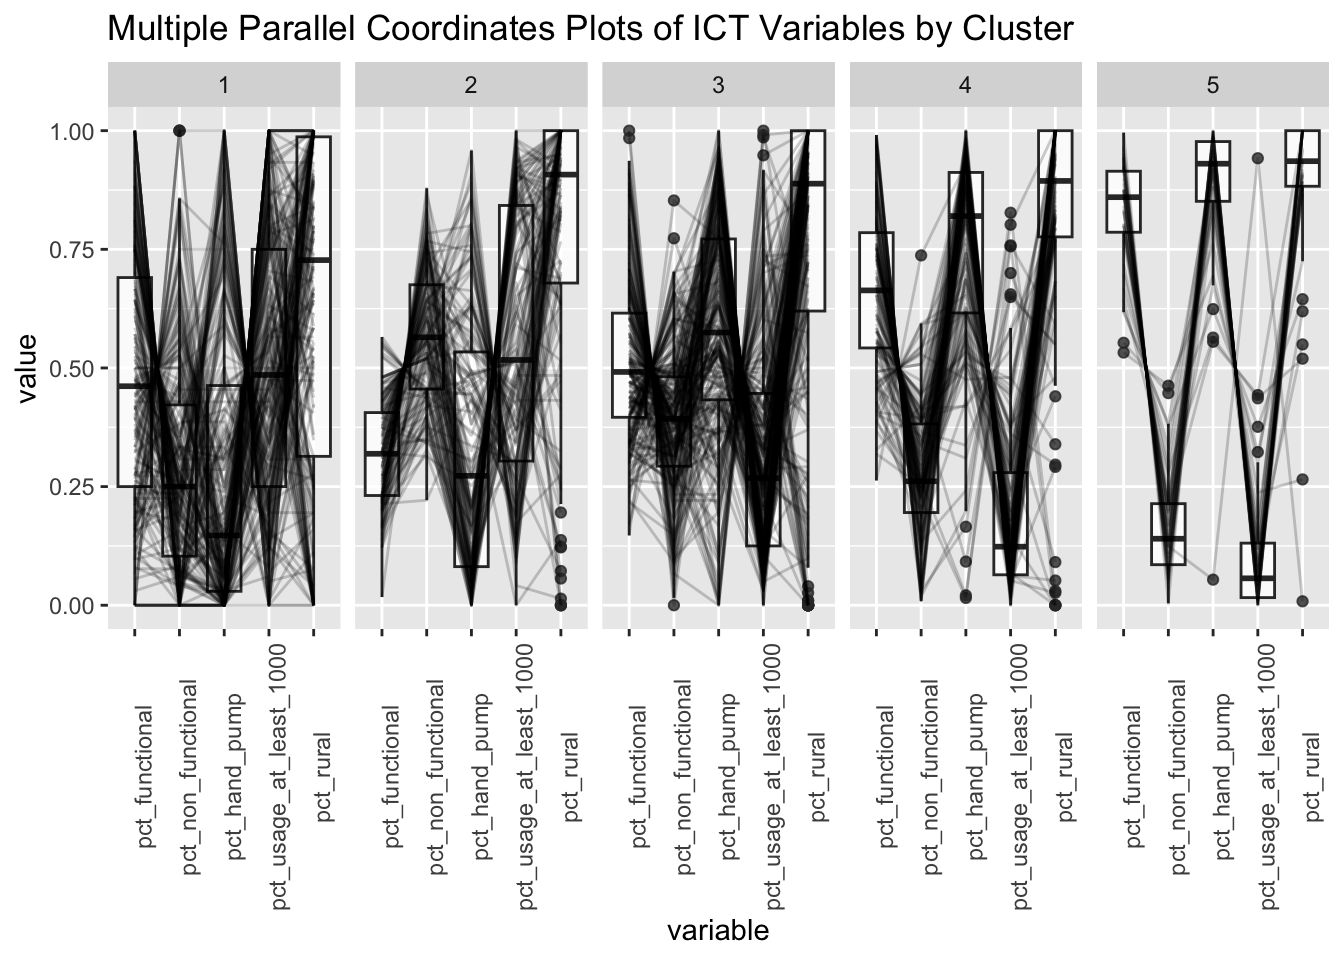 Multiple Parallel Coordinates Plots of ICT Variables by Cluster
1 2 3 4 5
value
1.00
0.75
0.50
0.25
0.00
pct_functional
pct_non_functional
pct_hand_pump
pct_usage_at_least_1000
pct_rural
pct_functional
pct_non_functional
pct_hand_pump
pct_usage_at_least_1000
pct_rural
pct_functional
pct_non_functional
pct_hand_pump
pct_usage_at_least_1000
pct_rural
pct_functional
pct_non_functional
pct_hand_pump
pct_usage_at_least_1000
pct_rural
pct_functional
pct_non_functional
pct_hand_pump
pct_usage_at_least_1000
pct_rural
variable